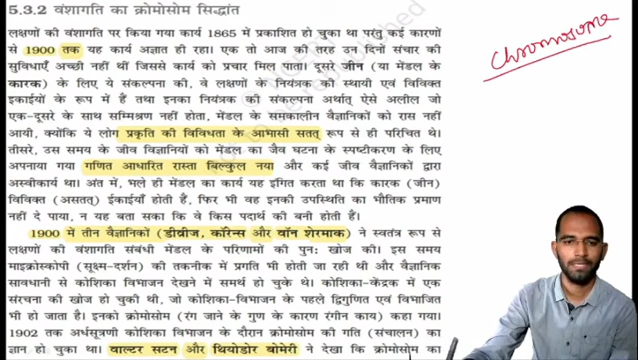 5.3.2 वंशागति का क्रोमोसोम सिद्धांत
chromosome
लक्षणों की वंशागति पर किया गया कार्य 1865 में प्रकाशित हो चुका था परंतु कई कारणों
से 1900 तक यह कार्य अज्ञात ही रहा। एक तो आज की तरह उन दिनों संचार की
सुविधाएँ अच्छी नहीं थीं जिससे कार्य को प्रचार मिल पाता। दूसरे जीन (या मेंडल के
कारक) के लिए ये संकल्पना की, वे लक्षणों के नियंत्रक की स्थायी एवं विविक्त
इकाईयों के रूप में हैं तथा इनका नियंत्रक की संकल्पना अर्थात् ऐसे अलील जो
एक-दूसरे के साथ सम्मिश्रण नहीं होता, मेंडल के समकालीन वैज्ञानिकों को रास नहीं
आयी, क्योंकि ये लोग प्रकृति की विविधता के आभासी सतत् रूप से ही परिचित थे।
तीसरे, उस समय के जीव विज्ञानियों को मेंडल का जैव घटना के स्पष्टीकरण के लिए
अपनाया गया गणित आधारित रास्ता बिल्कुल नया और कई जीव वैज्ञानिकों द्वारा
अस्वीकार्य था। अंत में, भले ही मेंडल का कार्य यह इंगित करता था कि कारक (जीन)
विविक्त (असतत्) ईकाईयाँ होती हैं, फिर भी वह इनकी उपस्थिति का भौतिक प्रमाण
नहीं दे पाया, न यह बता सका कि वे किस पदार्थ की बनी होती हैं।
1900 में तीन वैज्ञानिकों (डीव्रीज, कॉरेन्स और वॉन शेरमाक) ने स्वतंत्र रूप से
लक्षणों की वंशागति संबंधी मेंडल के परिणामों की पुन: खोज की। इस समय
माइक्रोस्कोपी (सूक्ष्म-दर्शन) की तकनीक में प्रगति भी होती जा रही थी और वैज्ञानिक
सावधानी से कोशिका विभाजन देखने में समर्थ हो चुके थे। कोशिका-केंद्रक में एक
संरचना की खोज हो चुकी थी, जो कोशिका-विभाजन के पहले द्विगुणित एवं विभाजित
भी हो जाता है। इनको क्रोमोसोम (रंग जाने के गुण के कारण रंगीन काय) कहा गया।
1902 तक अर्धसूत्रणी कोशिका विभाजन के दौरान क्रोमोसोम की गति (संचालन) का
ज्ञान हो चुका था। वाल्टर सटन और थियोडोर बोमेरी ने देखा कि क्रोमोसोम का